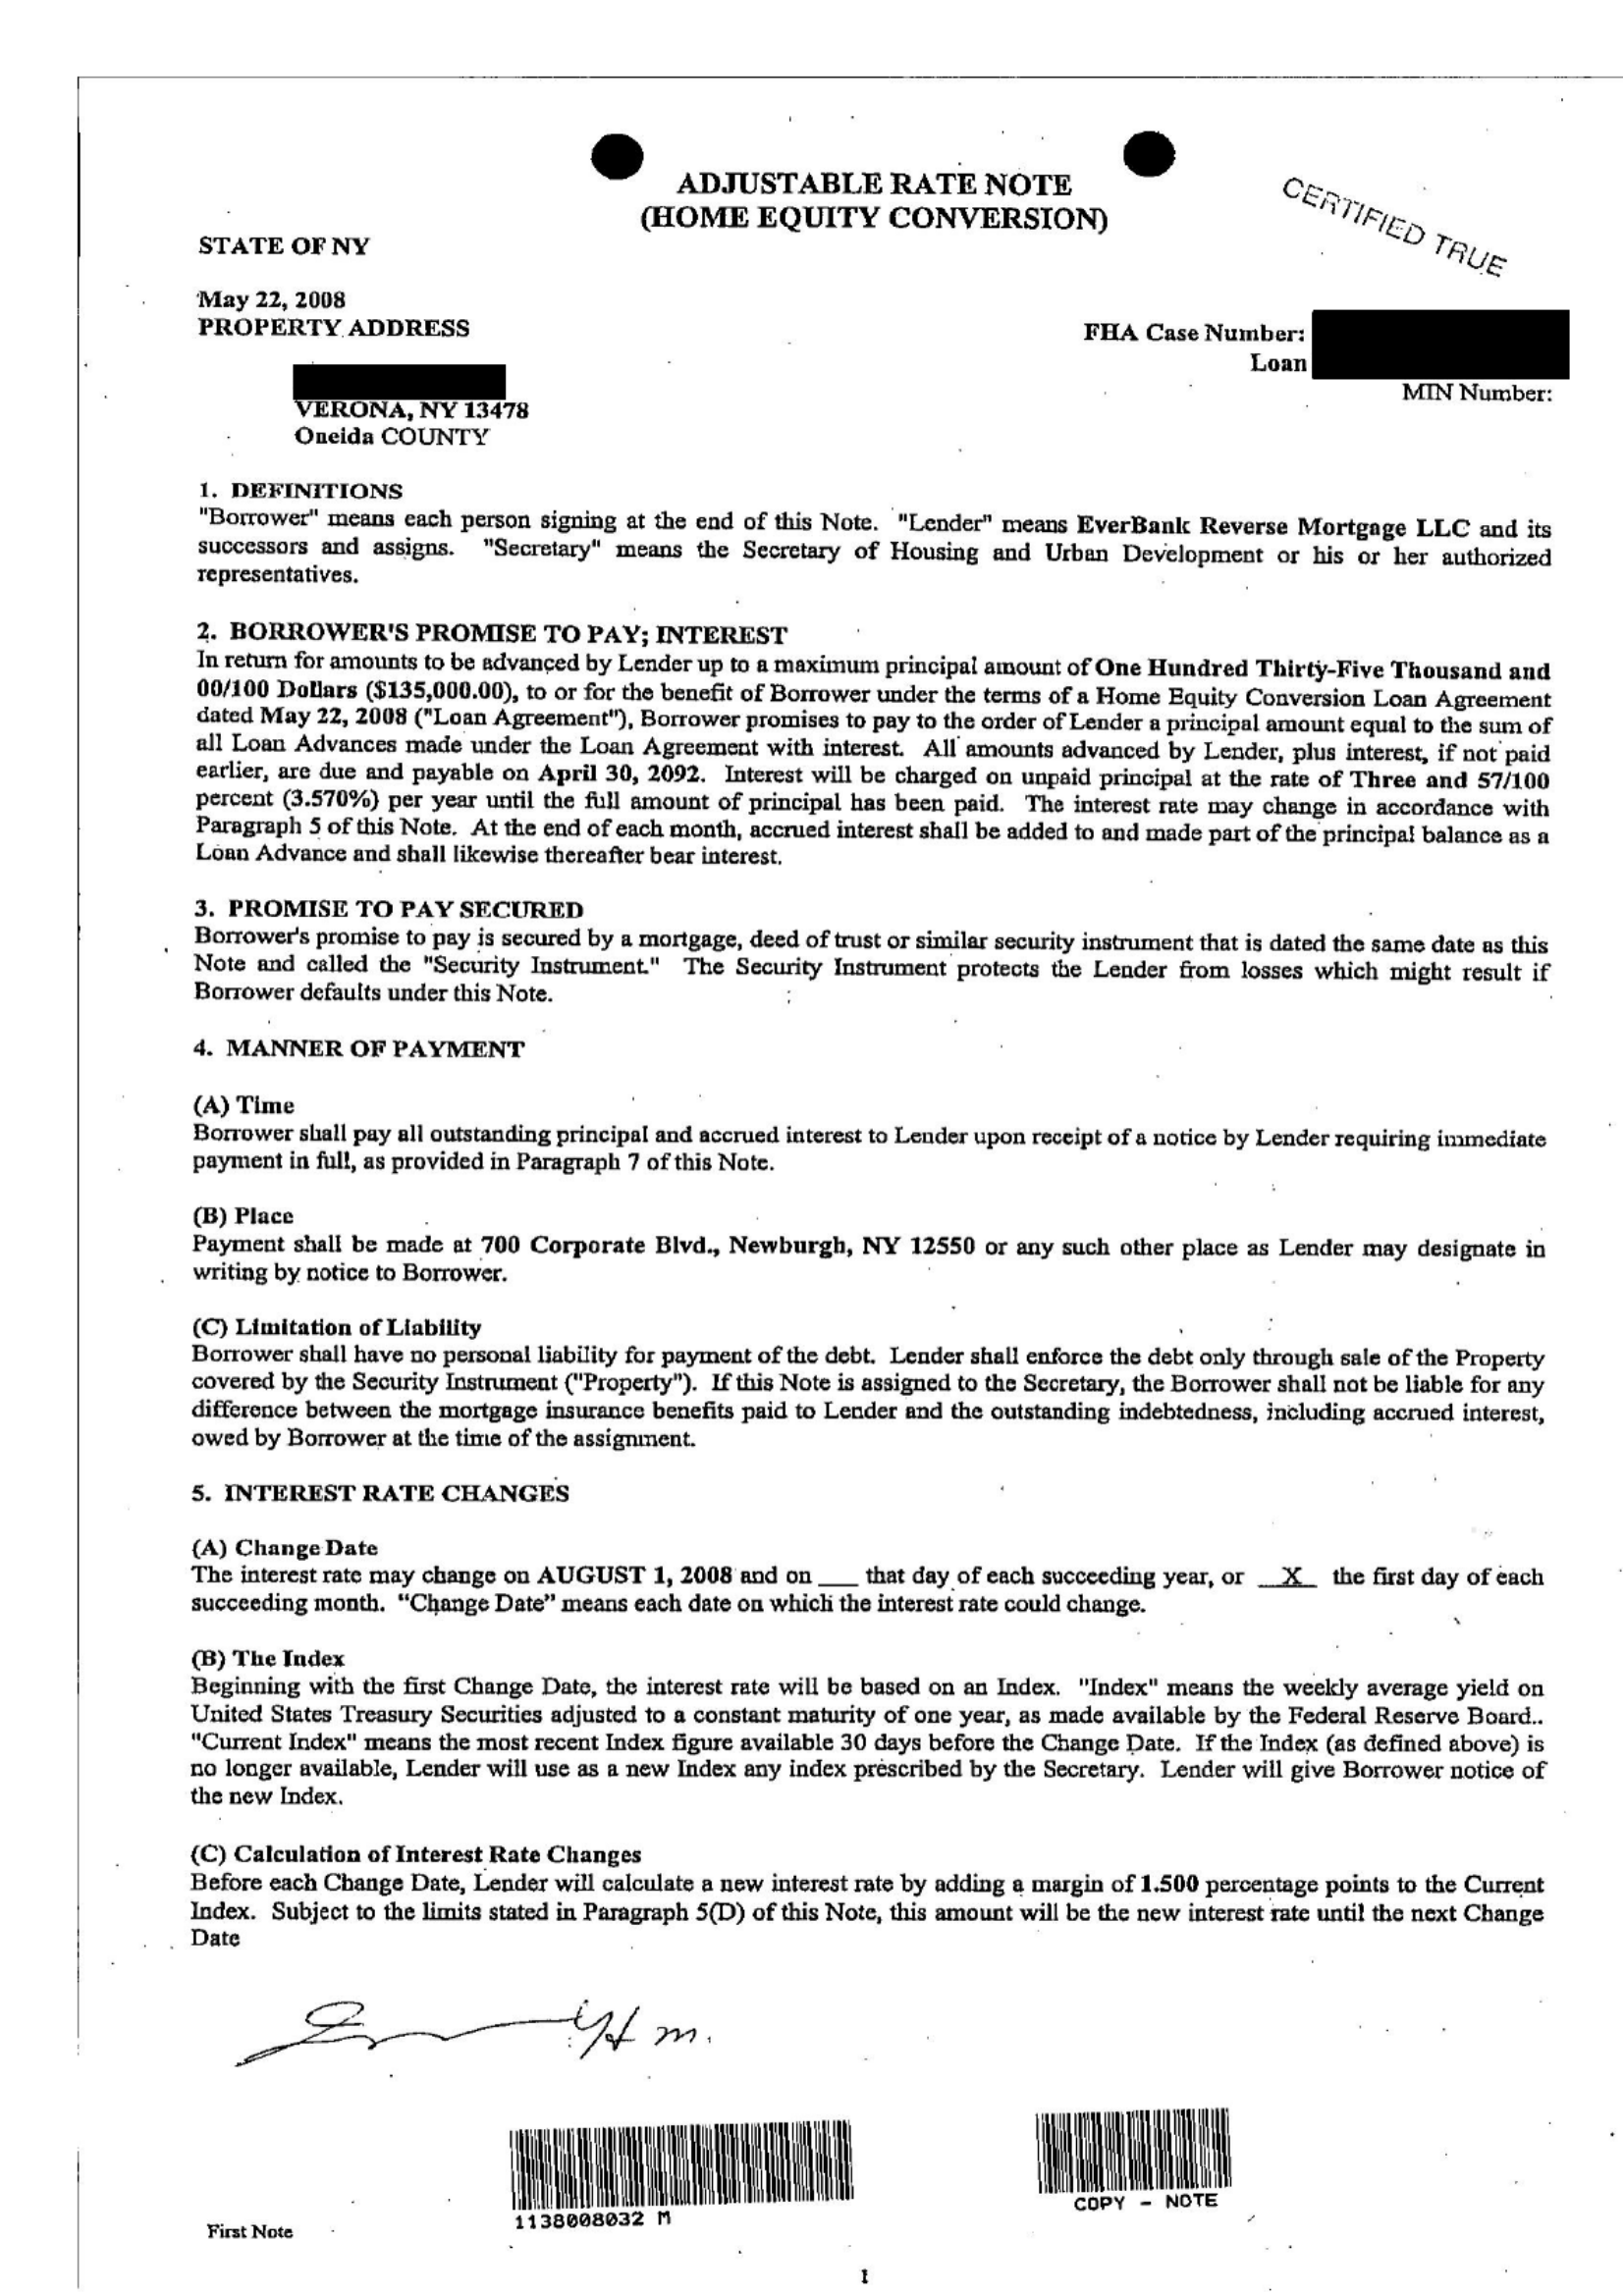 ADJUSTABLE RATE NOTE
(HOME EQUITY CONVERSION)
CERTIFIED TRUE
STATE OF NY
May 22, 2008
PROPERTY ADDRESS
FHA Case Number:
Loan
MIN Number:
VERONA, NY 13478
Oneida COUNTY
1. DEFINITIONS
"Borrower" means each person signing at the end of this Note. "Lender" means EverBank Reverse Mortgage LLC and its
successors and assigns. "Secretary" means the Secretary of Housing and Urban Development or his or her authorized
representatives.
2. BORROWER'S PROMISE TO PAY; INTEREST
In return for amounts to be advanced by Lender up to a maximum principal amount of One Hundred Thirty-Five Thousand and
00/100 Dollars ($135,000.00), to or for the benefit of Borrower under the terms of a Home Equity Conversion Loan Agreement
dated May 22, 2008 ("Loan Agreement"), Borrower promises to pay to the order of Lender a principal amount equal to the sum of
all Loan Advances made under the Loan Agreement with interest. All amounts advanced by Lender, plus interest, if not paid
earlier, are due and payable on April 30, 2092. Interest will be charged on unpaid principal at the rate of Three and 57/100
percent (3.570%) per year until the full amount of principal has been paid. The interest rate may change in accordance with
Paragraph 5 of this Note. At the end of each month, accrued interest shall be added to and made part of the principal balance as a
Loan Advance and shall likewise thereafter bear interest.
3. PROMISE TO PAY SECURED
Borrower's promise to pay is secured by a mortgage, deed of trust or similar security instrument that is dated the same date as this
Note and called the "Security Instrument." The Security Instrument protects the Lender from losses which might result if
Borrower defaults under this Note.
4. MANNER OF PAYMENT
(A) Time
Borrower shall pay all outstanding principal and accrued interest to Lender upon receipt of a notice by Lender requiring immediate
payment in full, as provided in Paragraph 7 of this Note.
(B) Place
Payment shall be made at 700 Corporate Blvd., Newburgh, NY 12550 or any such other place as Lender may designate in
writing by notice to Borrower.
(C) Limitation of Liability
Borrower shall have no personal liability for payment of the debt. Lender shall enforce the debt only through sale of the Property
covered by the Security Instrument ("Property"). If this Note is assigned to the Secretary, the Borrower shall not be liable for any
difference between the mortgage insurance benefits paid to Lender and the outstanding indebtedness, including accrued interest,
owed by Borrower at the time of the assignment.
5. INTEREST RATE CHANGES
(A) Change Date
The interest rate may change on AUGUST 1, 2008 and on ___ that day of each succeeding year, or _X_ the first day of each
succeeding month. “Change Date” means each date on which the interest rate could change.
(B) The Index
Beginning with the first Change Date, the interest rate will be based on an Index. "Index" means the weekly average yield on
United States Treasury Securities adjusted to a constant maturity of one year, as made available by the Federal Reserve Board..
"Current Index" means the most recent Index figure available 30 days before the Change Date. If the Index (as defined above) is
no longer available, Lender will use as a new Index any index prescribed by the Secretary. Lender will give Borrower notice of
the new Index.
(C) Calculation of Interest Rate Changes
Before each Change Date, Lender will calculate a new interest rate by adding a margin of 1.500 percentage points to the Current
Index. Subject to the limits stated in Paragraph 5(D) of this Note, this amount will be the new interest rate until the next Change
Date
1138008032 M
COPY - NOTE
First Note
1